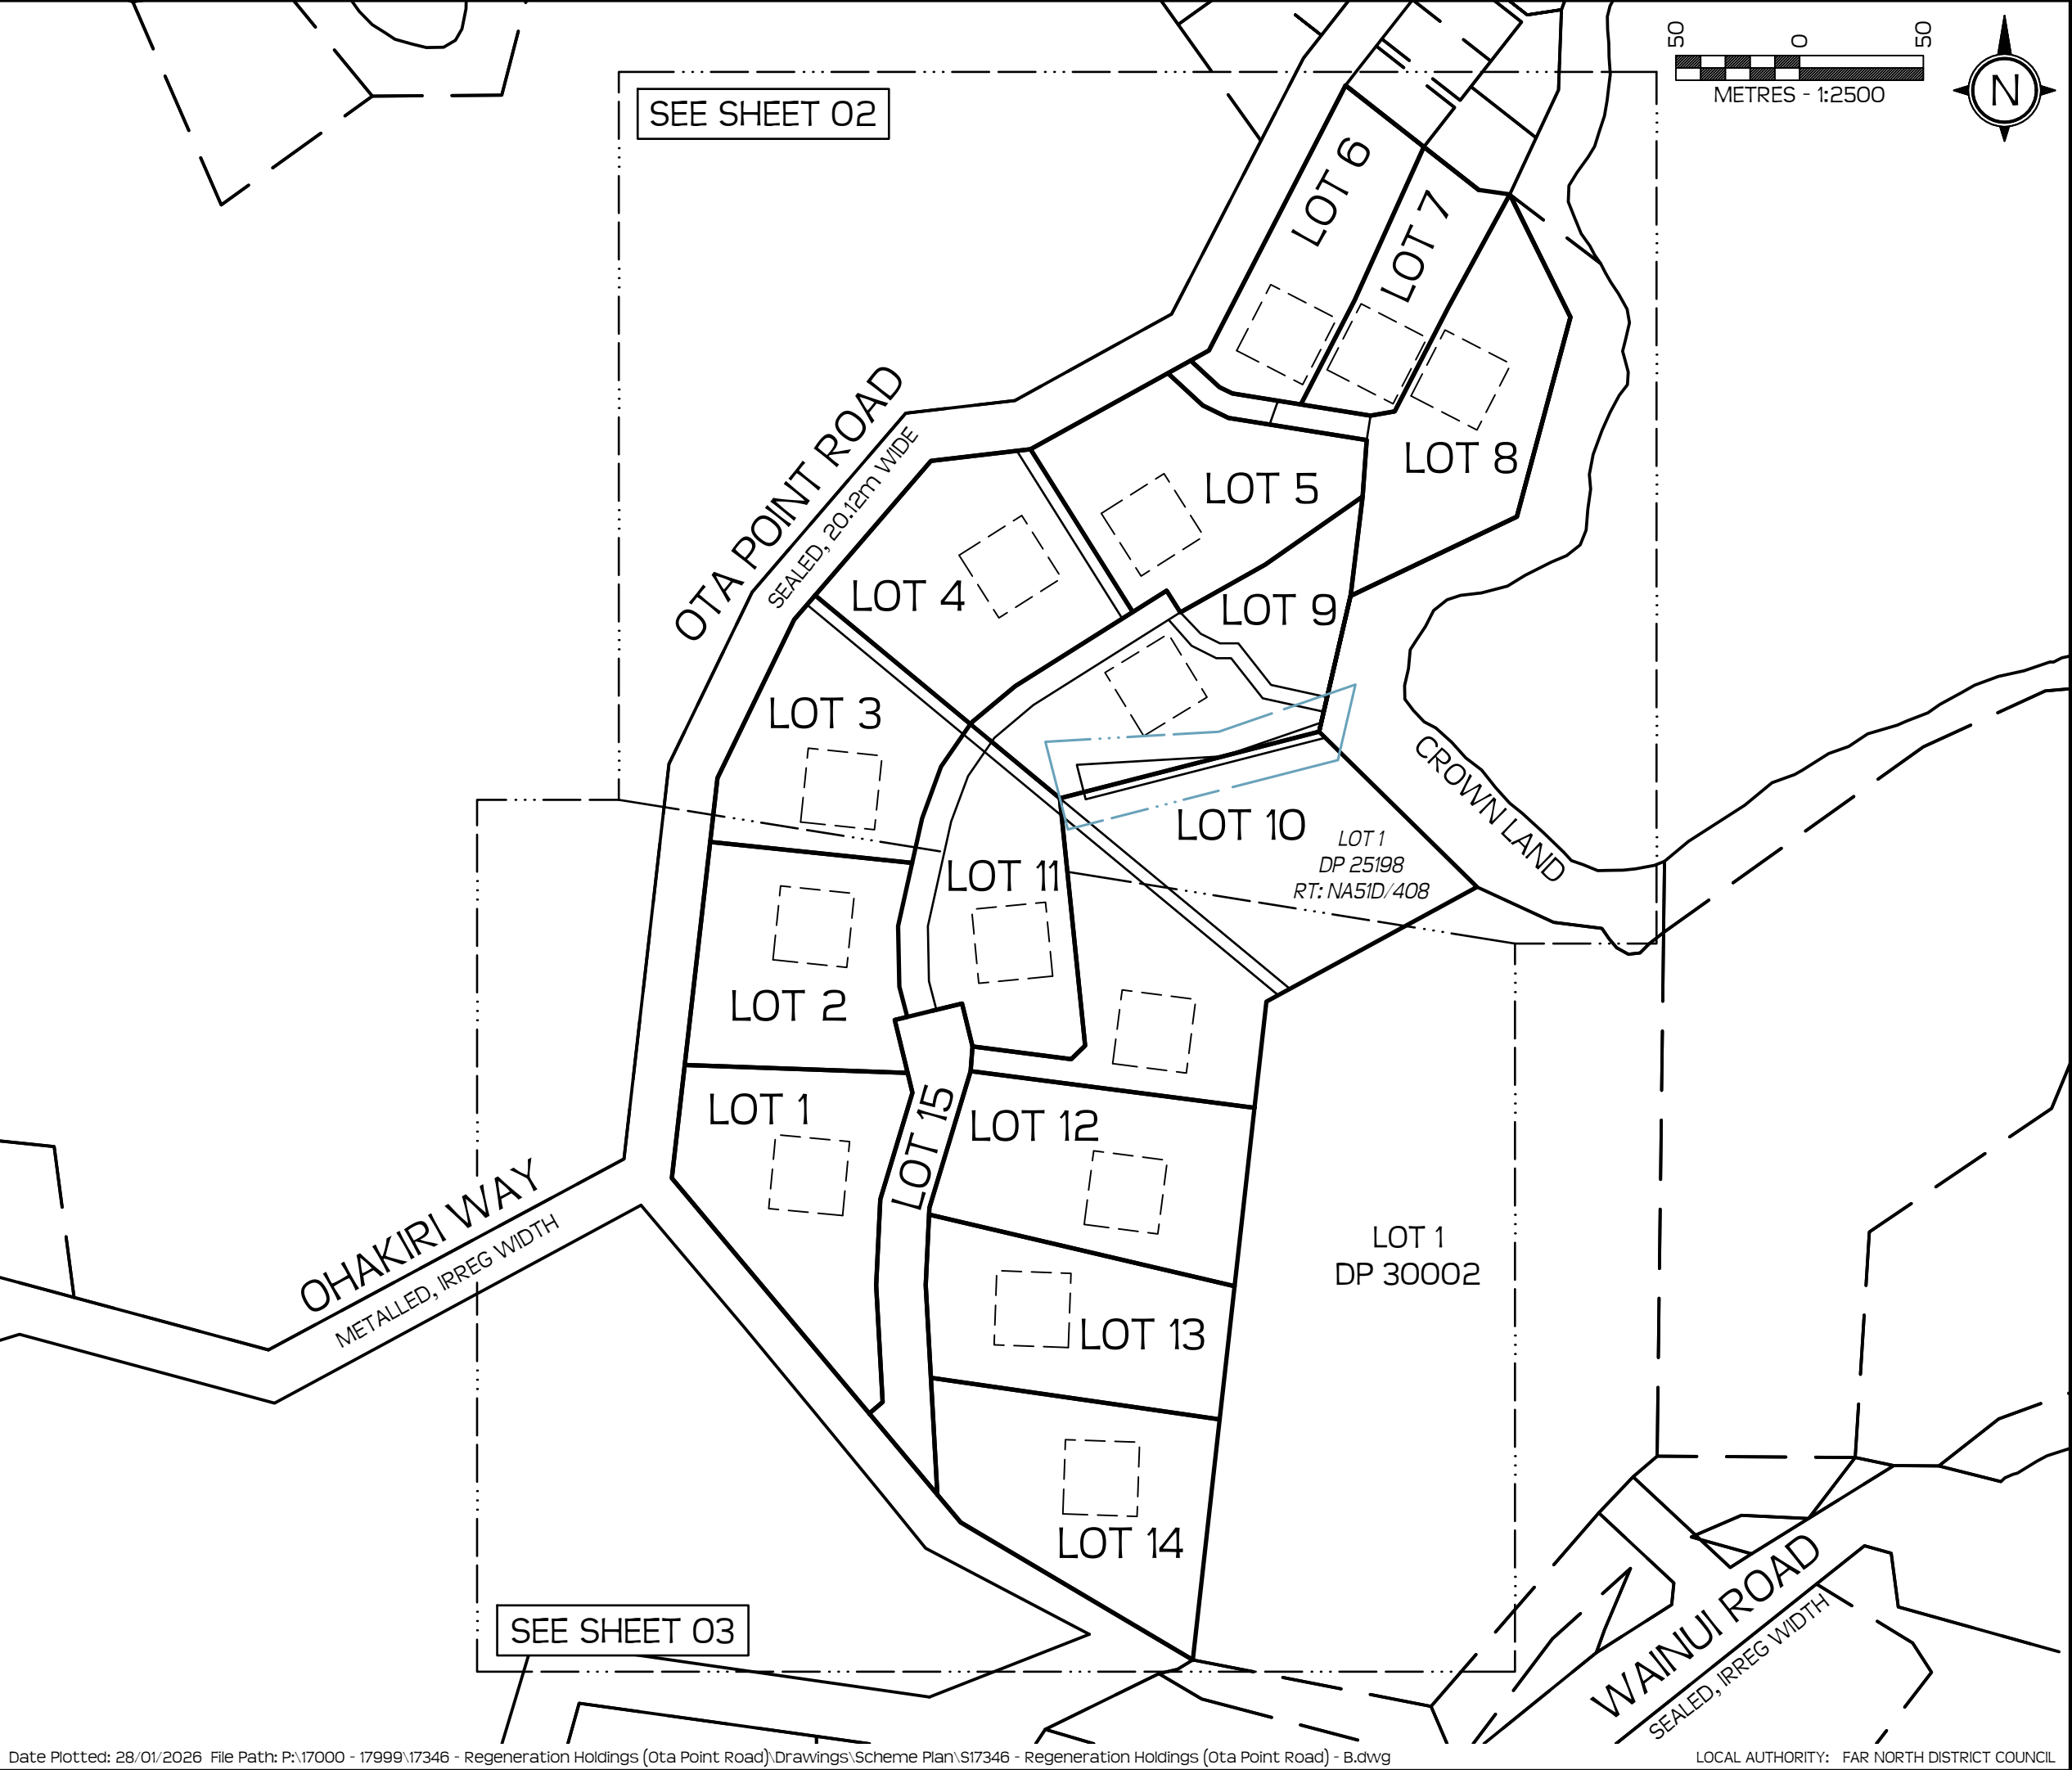 50
0
50
METRES - 1:2500
N
SEE SHEET 02
LOT 6
LOT 7
LOT 8
LOT 5
OTA POINT ROAD
SEALED, 20.12m WIDE
LOT 4
LOT 9
LOT 3
CROWN LAND
LOT 10
LOT 1
DP 25198
RT: NA51D/408
LOT 11
LOT 2
LOT 1
LOT 15
LOT 12
OHAKIRI WAY
METALLED, IRREG WIDTH
LOT 1
DP 30002
LOT 13
LOT 14
SEE SHEET 03
WAINUI ROAD
SEALED, IRREG WIDTH
Date Plotted: 28/01/2026 File Path: P:\17000 - 17999\17346 - Regeneration Holdings (Ota Point Road)\Drawings\Scheme Plan\S17346 - Regeneration Holdings (Ota Point Road) - B.dwg
LOCAL AUTHORITY: FAR NORTH DISTRICT COUNCIL